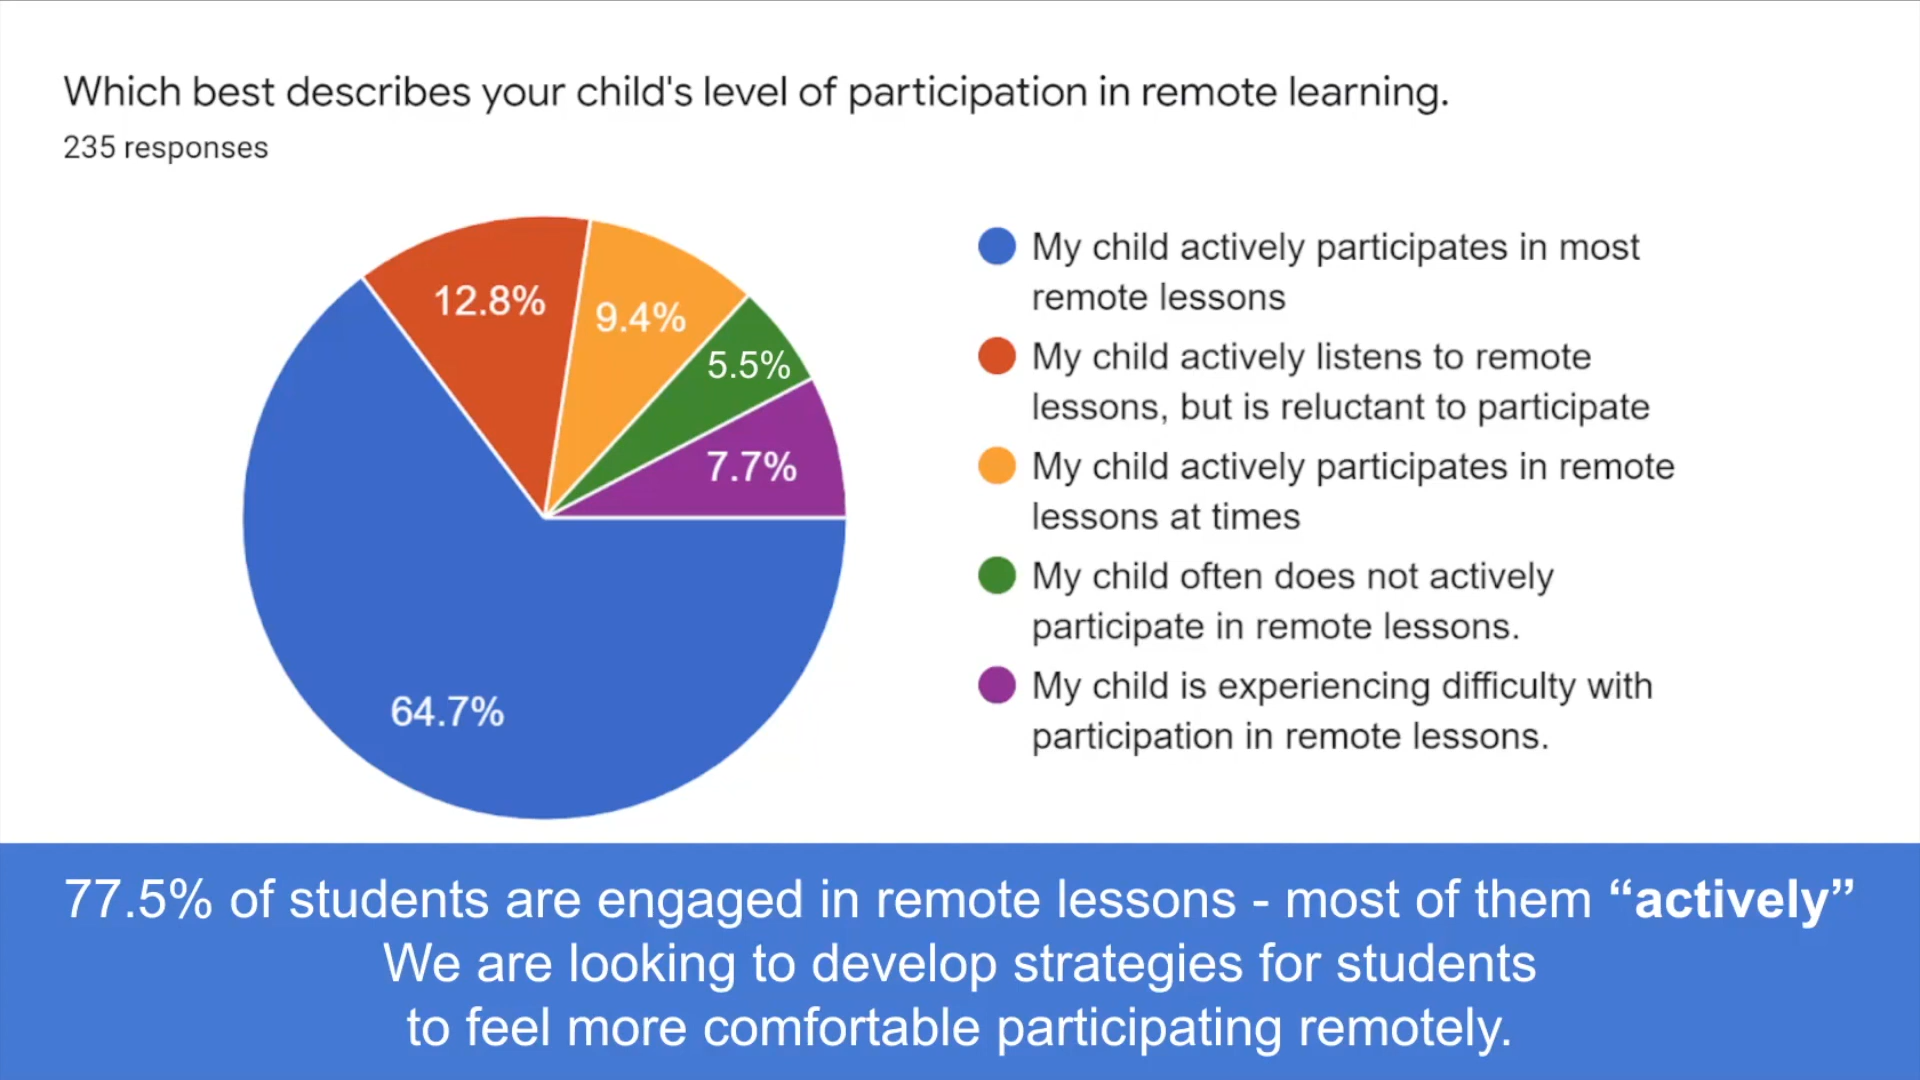 Which best describes your child's level of participation in remote learning.
235 responses
12.8%
9.4%
5.5%
7.7%
64.7%
My child actively participates in most
remote lessons
My child actively listens to remote
lessons, but is reluctant to participate
My child actively participates in remote
lessons at times
My child often does not actively
participate in remote lessons.
My child is experiencing difficulty with
participation in remote lessons.
77.5% of students are engaged in remote lessons - most of them “actively”
We are looking to develop strategies for students
to feel more comfortable participating remotely.